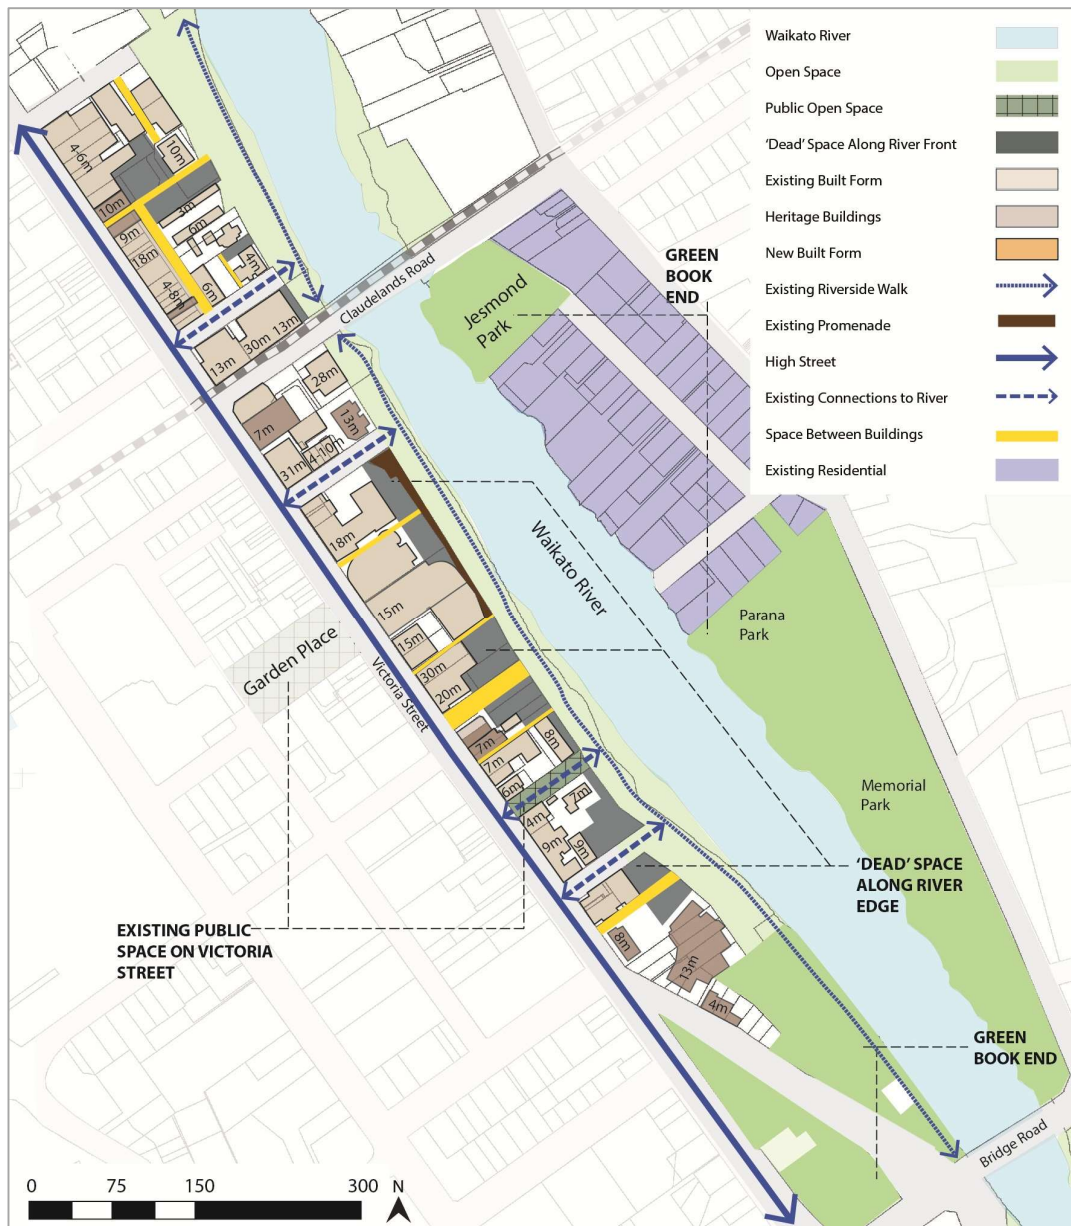 Waikato River
Open Space
Public Open Space
'Dead' Space Along River Front
Existing Built Form
Heritage Buildings
New Built Form
Existing Riverside Walk
Existing Promenade
High Street
Existing Connections to River
Space Between Buildings
Existing Residential
4-6m
10m
10m
3m
9m
6m
18m
4m
6m
4-8m
13m
30m
13m
Claudelands Road
GREEN
BOOK
END
Jesmond
Park
28m
7m
13m
4-10m
31m
18m
Waikato River
15m
15m
30m
20m
Garden Place
Victoria Street
Parana
Park
7m
7m
8m
6m
7m
4m
9m
9m
Memorial
Park
'DEAD' SPACE
ALONG RIVER
EDGE
EXISTING PUBLIC
SPACE ON VICTORIA
STREET
8m
13m
4m
GREEN
BOOK END
Bridge Road
0 75 150 300 N